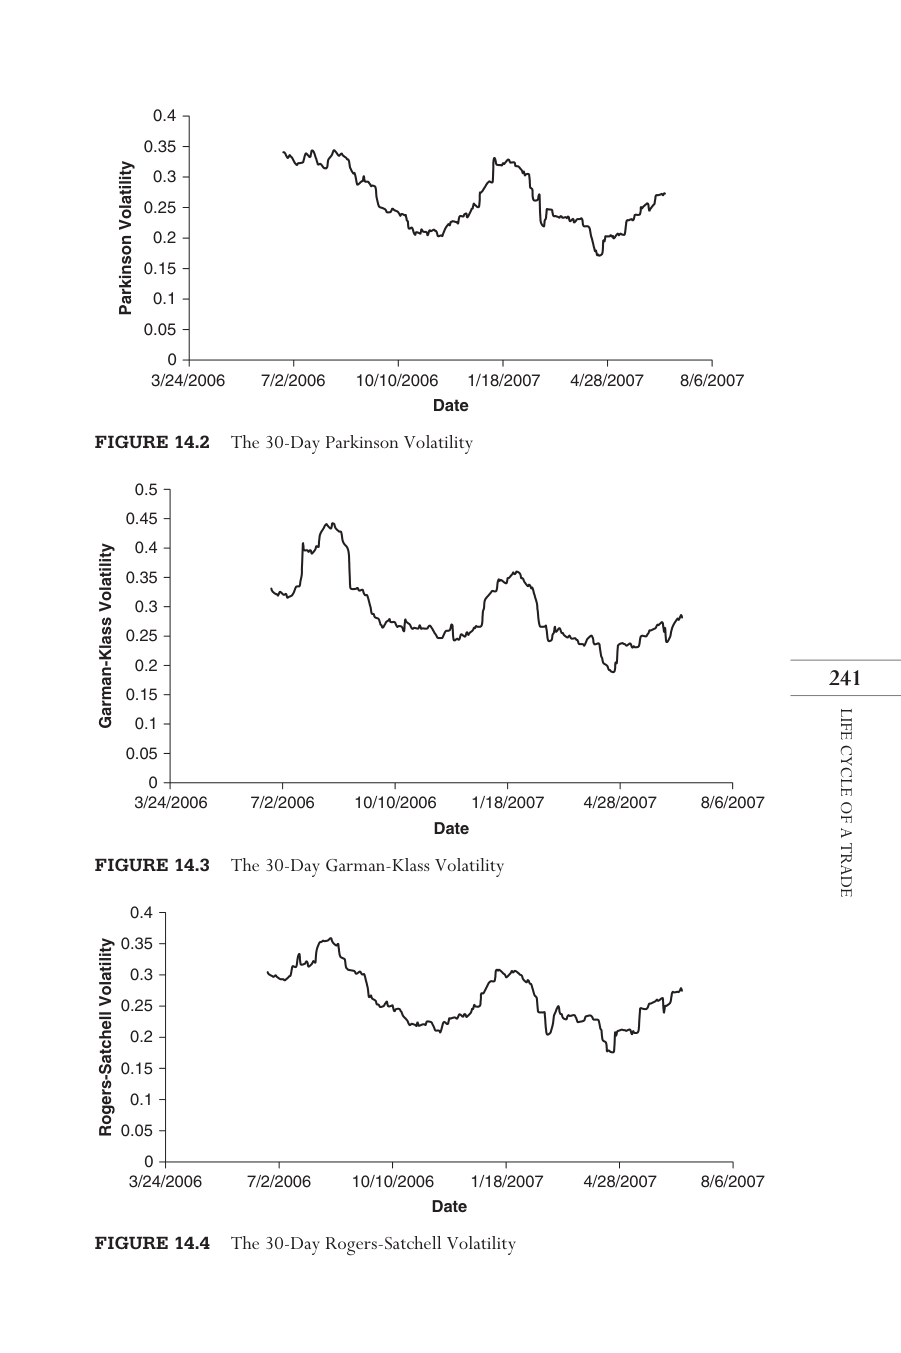 0.4
0.35
0.3
0.25
0.2
0.15
0.1
0.05
0
Parkinson Volatility
3/24/2006 7/2/2006 10/10/2006 1/18/2007 4/28/2007 8/6/2007
Date
FIGURE 14.2 The 30-Day Parkinson Volatility
0.5
0.45
0.4
0.35
0.3
0.25
0.2
0.15
0.1
0.05
0
Garman-Klass Volatility
3/24/2006 7/2/2006 10/10/2006 1/18/2007 4/28/2007 8/6/2007
Date
FIGURE 14.3 The 30-Day Garman-Klass Volatility
241
LIFE CYCLE OF A TRADE
0.4
0.35
0.3
0.25
0.2
0.15
0.1
0.05
0
Rogers-Satchell Volatility
3/24/2006 7/2/2006 10/10/2006 1/18/2007 4/28/2007 8/6/2007
Date
FIGURE 14.4 The 30-Day Rogers-Satchell Volatility